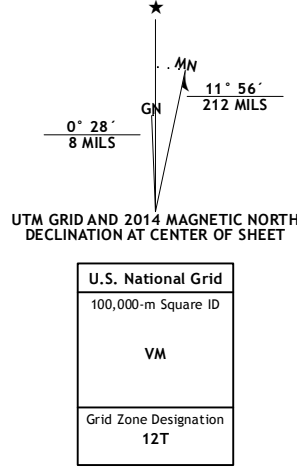 ★
MN
GN
11° 56´
212 MILS
0° 28´
8 MILS
UTM GRID AND 2014 MAGNETIC NORTH
DECLINATION AT CENTER OF SHEET
U.S. National Grid
100,000-m Square ID
VM
Grid Zone Designation
12T